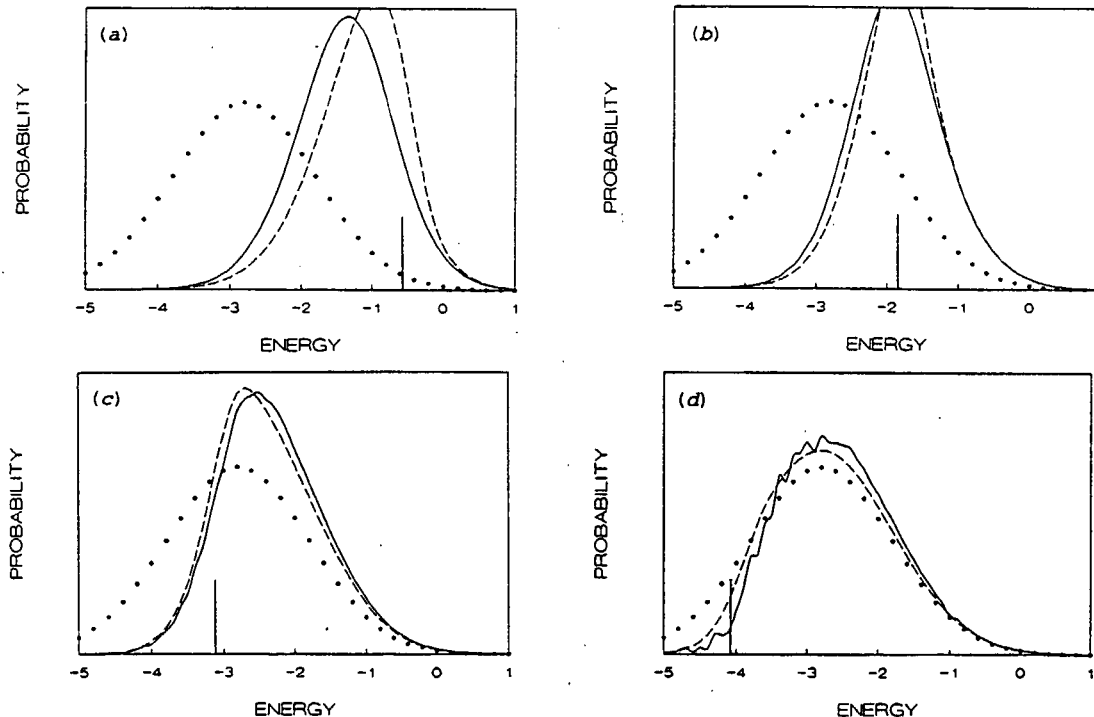 (a)
PROBABILITY
-5 -4 -3 -2 -1 0 1
ENERGY
(b)
PROBABILITY
-5 -4 -3 -2 -1 0
ENERGY
(c)
PROBABILITY
-5 -4 -3 -2 -1 0 1
ENERGY
(d)
PROBABILITY
-5 -4 -3 -2 -1 0 1
ENERGY